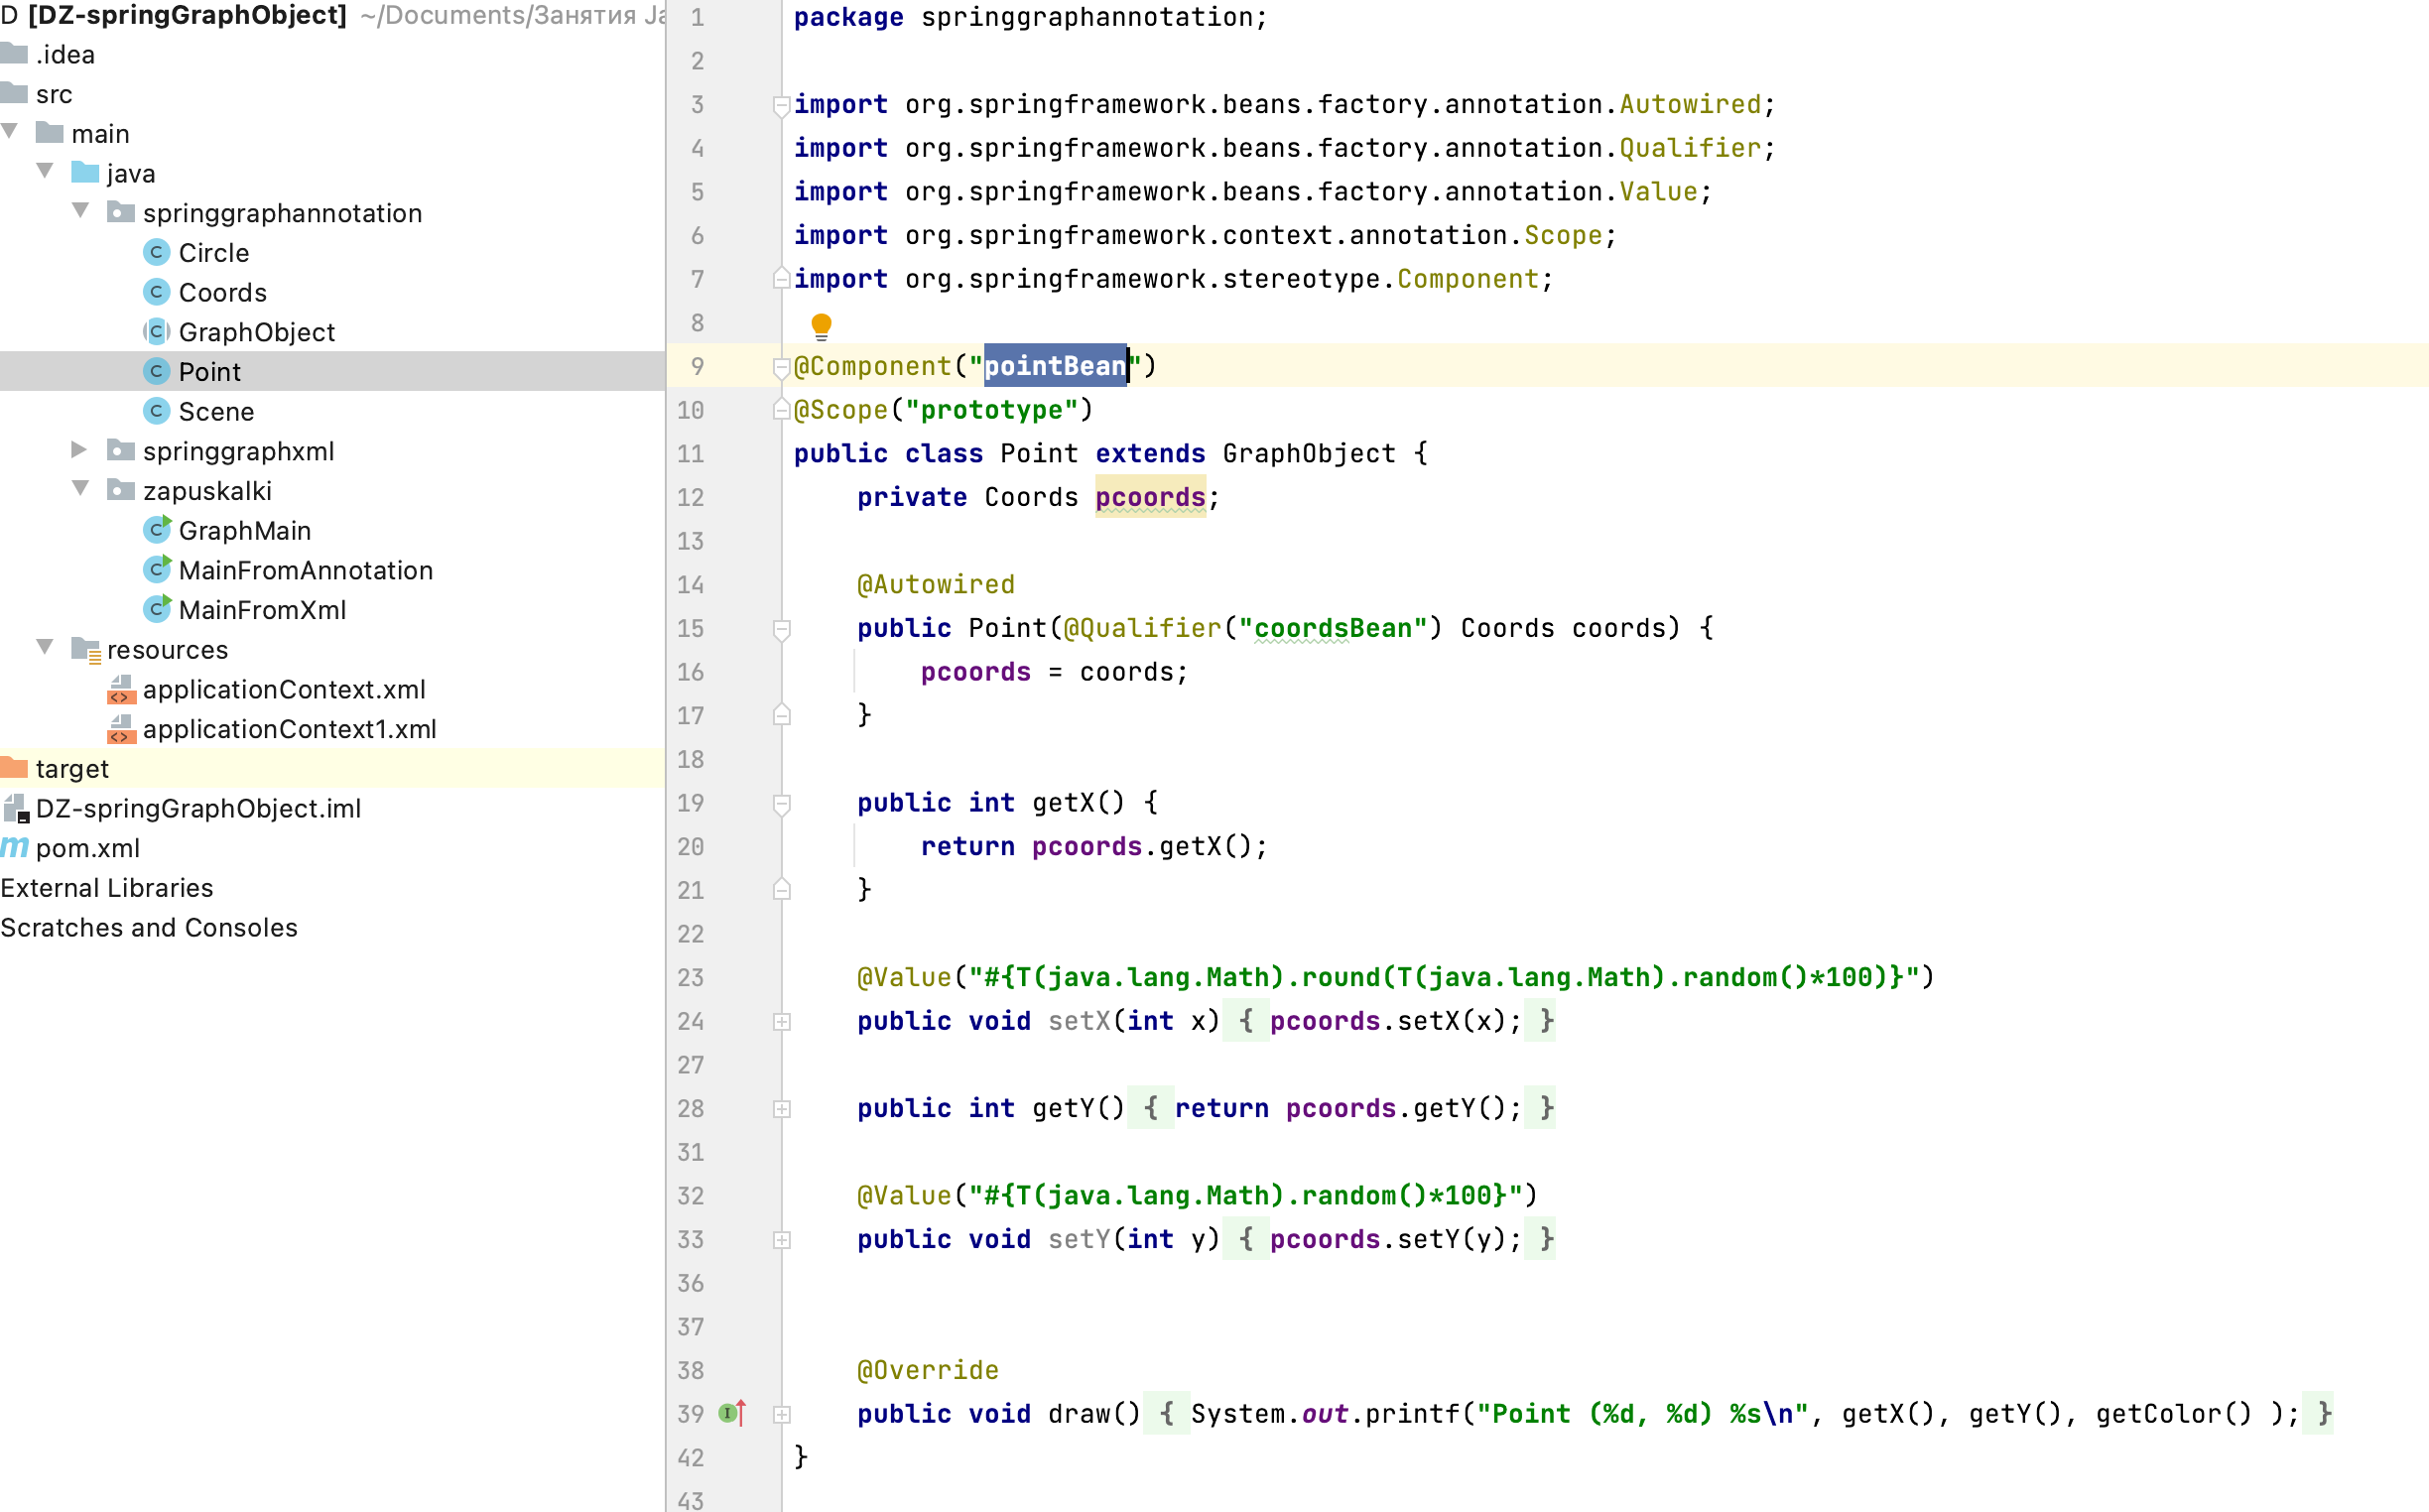 D [DZ-springGraphObject] ~/Documents/Занятия Ja
.idea
src
main
java
springgraphannotation
Circle
Coords
GraphObject
Point
Scene
springgraphxml
zapuskalki
GraphMain
MainFromAnnotation
MainFromXml
resources
applicationContext.xml
applicationContext1.xml
target
DZ-springGraphObject.iml
pom.xml
External Libraries
Scratches and Consoles
1 package springgraphannotation;
2
3 import org.springframework.beans.factory.annotation.Autowired;
4 import org.springframework.beans.factory.annotation.Qualifier;
5 import org.springframework.beans.factory.annotation.Value;
6 import org.springframework.context.annotation.Scope;
7 import org.springframework.stereotype.Component;
8
9 @Component("pointBean")
10 @Scope("prototype")
11 public class Point extends GraphObject {
12     private Coords pcoords;
13
14     @Autowired
15     public Point(@Qualifier("coordsBean") Coords coords) {
16         pcoords = coords;
17     }
18
19     public int getX() {
20         return pcoords.getX();
21     }
22
23     @Value("#{T(java.lang.Math).round(T(java.lang.Math).random()*100)}")
24     public void setX(int x) { pcoords.setX(x); }
27
28     public int getY() { return pcoords.getY(); }
31
32     @Value("#{T(java.lang.Math).random()*100}")
33     public void setY(int y) { pcoords.setY(y); }
36
37
38     @Override
39     public void draw() { System.out.printf("Point (%d, %d) %s\n", getX(), getY(), getColor() ); }
42 }
43